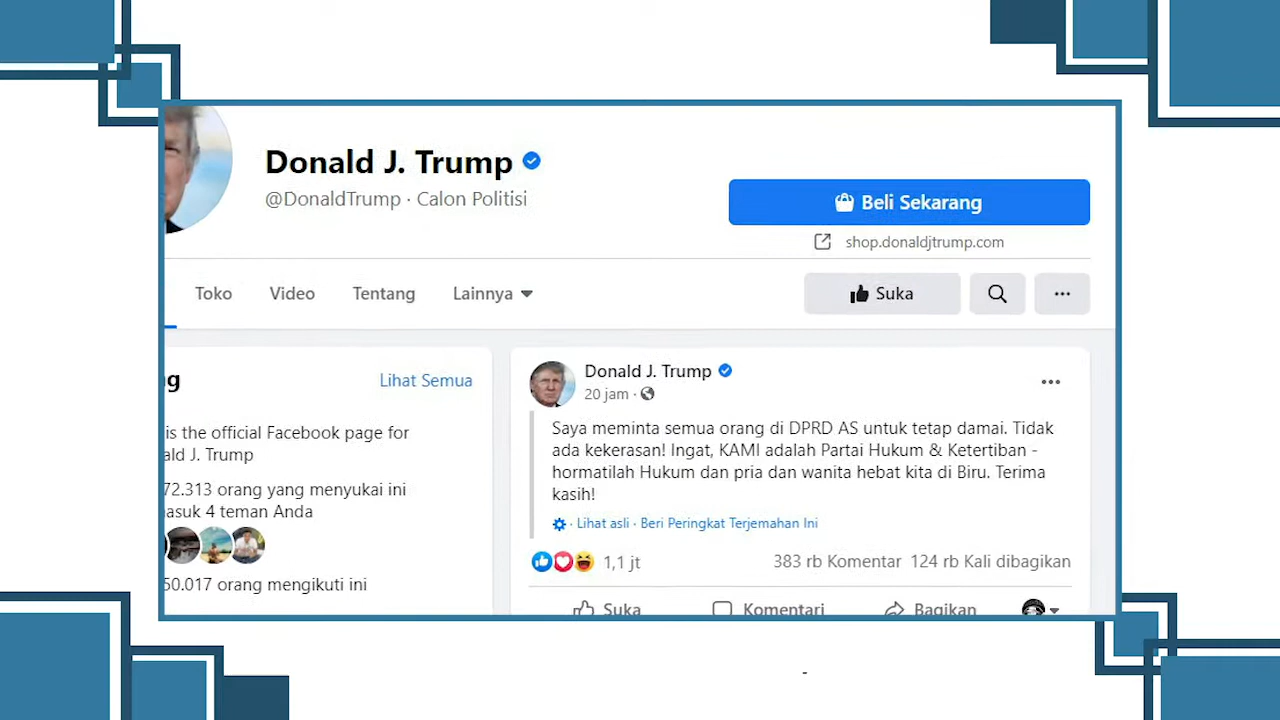 Donald J. Trump
@DonaldTrump · Calon Politisi
Beli Sekarang
shop.donaldjtrump.com
Toko Video Tentang Lainnya
Suka
Lihat Semua
is the official Facebook page for
ald J. Trump
72.313 orang yang menyukai ini
asuk 4 teman Anda
50.017 orang mengikuti ini
Donald J. Trump
20 jam ·
Saya meminta semua orang di DPRD AS untuk tetap damai. Tidak
ada kekerasan! Ingat, KAMI adalah Partai Hukum & Ketertiban -
hormatilah Hukum dan pria dan wanita hebat kita di Biru. Terima
kasih!
· Lihat asli · Beri Peringkat Terjemahan Ini
1,1 jt 383 rb Komentar 124 rb Kali dibagikan
Suka Komentari Bagikan
-